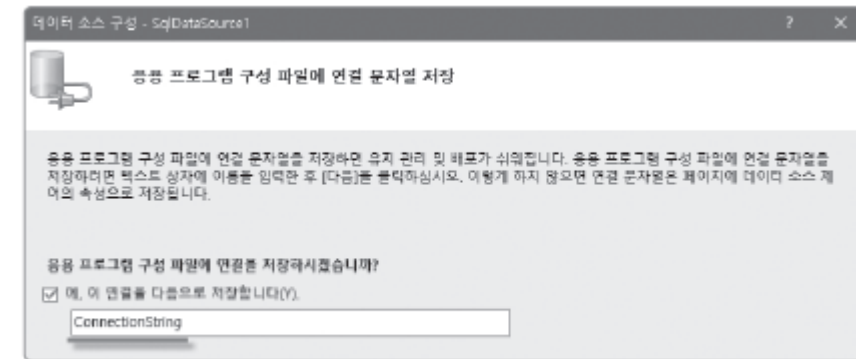 데이터 소스 구성 - SqlDataSource1
? ×
응용 프로그램 구성 파일에 연결 문자열 저장
응용 프로그램 구성 파일에 연결 문자열을 저장하면 유지 관리 및 배포가 쉬워집니다. 응용 프로그램 구성 파일에 연결 문자열을
저장하려면 텍스트 상자에 이름을 입력한 후 [다음]을 클릭하십시오. 이렇게 하지 않으면 연결 문자열은 페이지에 데이터 소스 제
어의 속성으로 저장됩니다.
응용 프로그램 구성 파일에 연결을 저장하시겠습니까?
예, 이 연결을 다음으로 저장합니다(Y).
ConnectionString